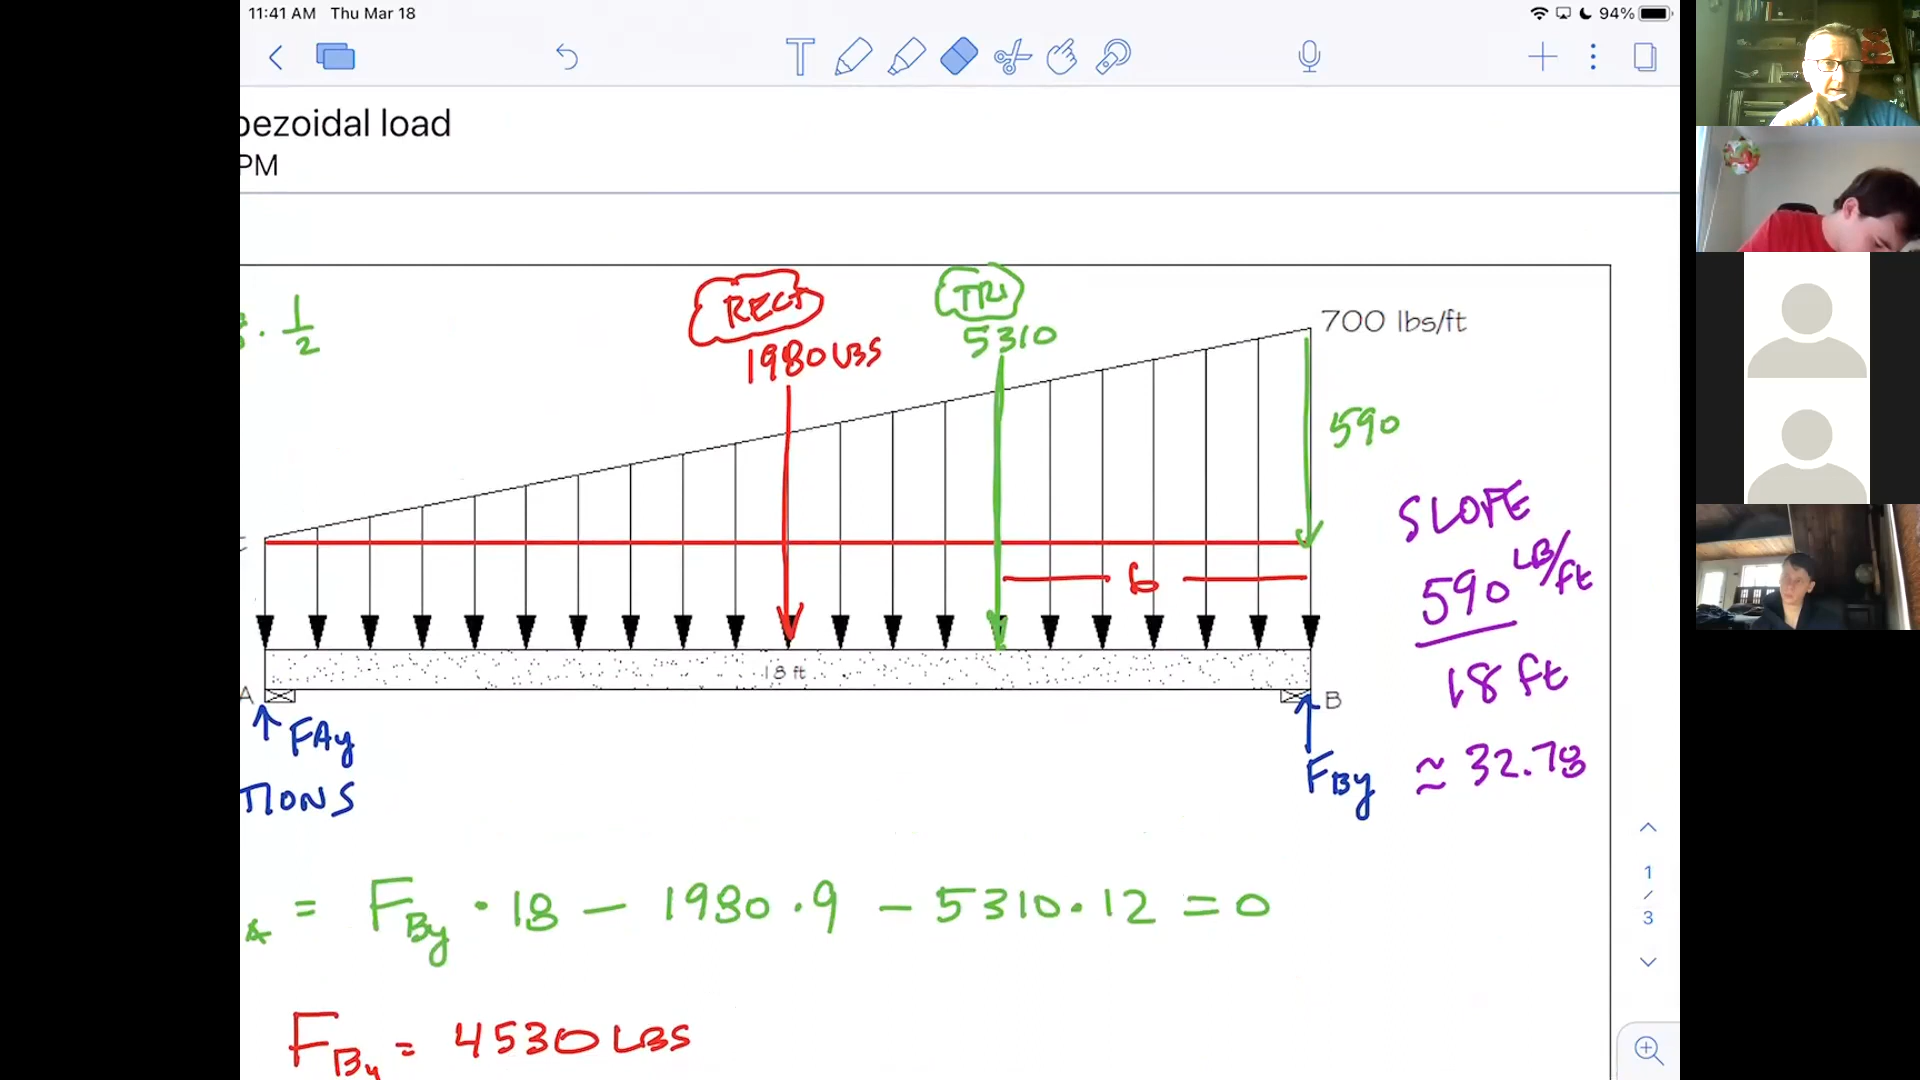 11:41 AM Thu Mar 18
94%
T
pezoidal load
PM
RECT
TRI
· 1/2
1980 LBS
5310
700 lbs/ft
590
SLOPE
6
590 LB/ft
18 ft
18 ft
A
B
FAy
FBy
≈ 32.78
TIONS
A = FBy · 18 – 1980 · 9 – 5310 · 12 = 0
FBy = 4530 LBS
1
/
3